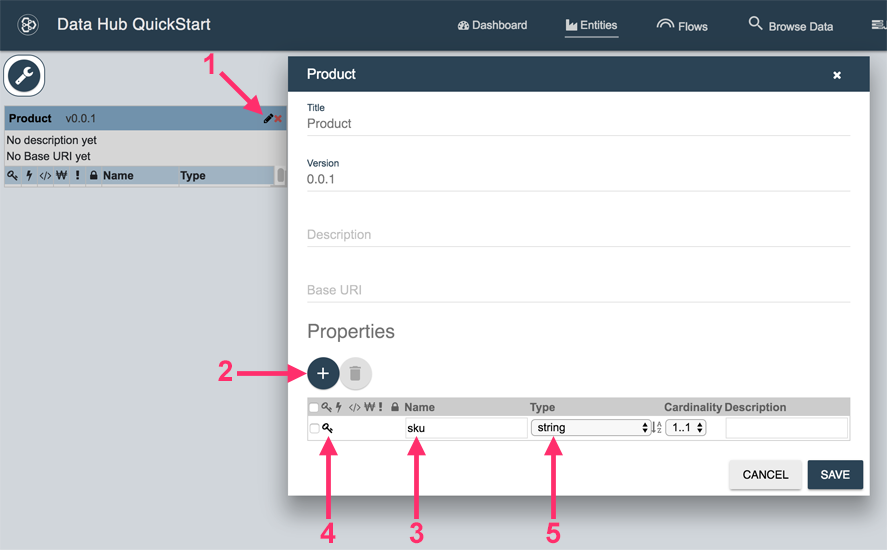 Data Hub QuickStart
Dashboard
Entities
Flows
Browse Data
1
Product v0.0.1
No description yet
No Base URI yet
Name Type
Product
Title
Product
Version
0.0.1
Description
Base URI
Properties
2
Name Type Cardinality Description
sku string 1..1
CANCEL SAVE
4 3 5